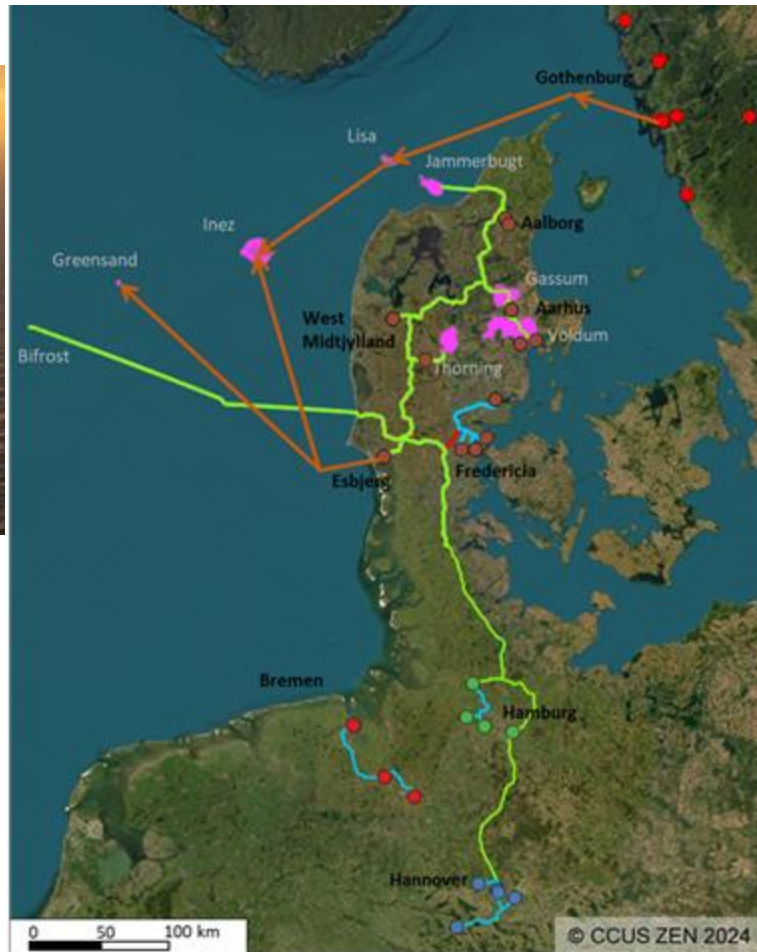 Gothenburg
Lisa
Jammerbugt
Inez
Aalborg
Greensand
Gassum
Aarhus
West
Midtjylland
Voldum
Bifrost
Thorning
Esbjerg
Fredericia
Bremen
Hamburg
Hannover
0 50 100 km
© CCUS ZEN 2024